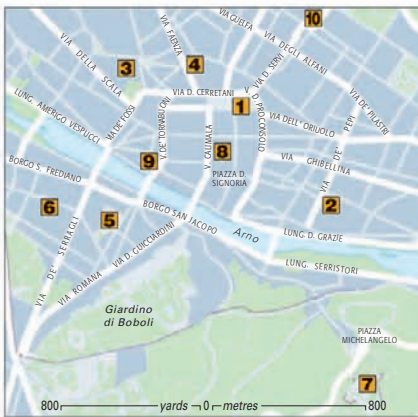 VIA GUELFA
10
VIA DEGLI ALFANI
VIA FAENZA
VIA DELLA SCALA
3
4
VIA D. SERVI
VIA DE' PILASTRI
LUNG. AMERIGO VESPUCCI
VIA D. CERRETANI
1
V. D. PROCONSOLO
VIA DELL' ORIUOLO
VIA DE' FOSSI
V. DE' TORNABUONI
V. CALIMALA
VIA GHIBELLINA
VIA DE' PEPI
BORGO S. FREDIANO
9
8
PIAZZA D.
SIGNORIA
6
5
BORGO SAN JACOPO
2
Arno
LUNG. D. GRAZIE
VIA DE' SERRAGLI
VIA ROMANA
VIA D. GUICCIARDINI
LUNG. SERRISTORI
Giardino
di Boboli
PIAZZA
MICHELANGELO
7
800 yards 0 metres 800